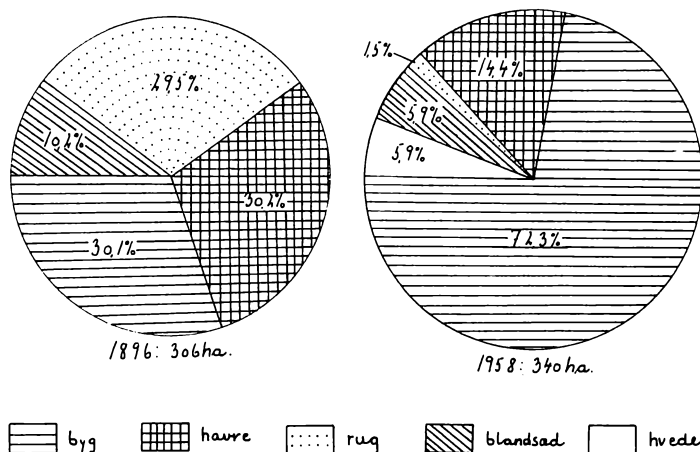 29,5%
10,2%
30,2%
30,1%
1896: 306ha.
1,5%
14,4%
5,9%
5,9%
72,3%
1958: 340ha.
byg
havre
rug
blandsæd
hvede